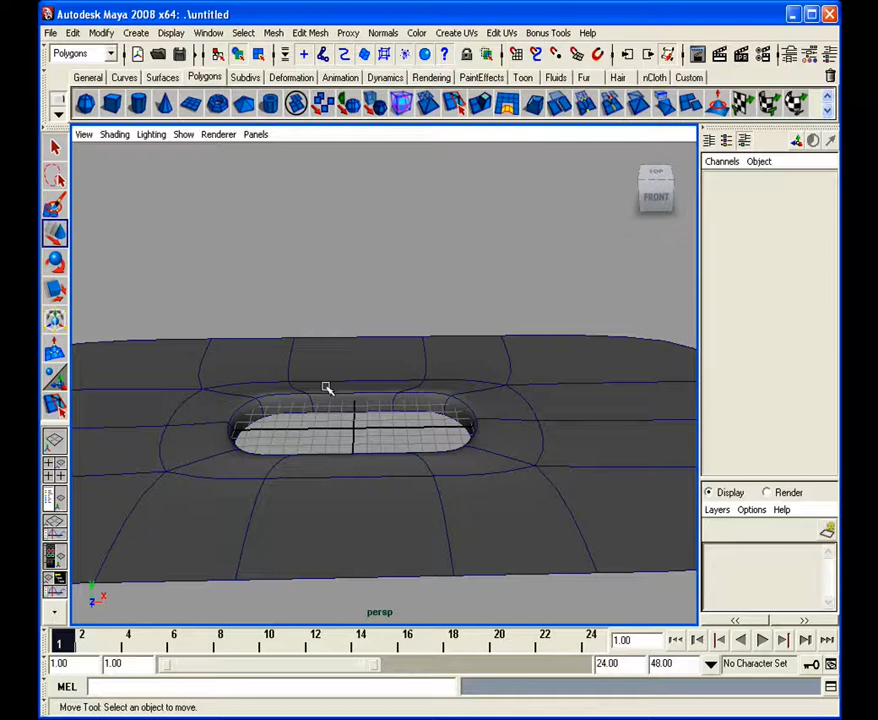 Autodesk Maya 2008 x64: .\untitled
File Edit Modify Create Display Window Select Mesh Edit Mesh Proxy Normals Color Create UVs Edit UVs Bonus Tools Help
Polygons
General Curves Surfaces Polygons Subdivs Deformation Animation Dynamics Rendering PaintEffects Toon Fluids Fur Hair nCloth Custom
View Shading Lighting Show Renderer Panels
Channels Object
TOP
FRONT
Display Render
Layers Options Help
y
z x
persp
<< >>
1 2 4 6 8 10 12 14 16 18 20 22 24 1.00
1.00 1.00 24.00 48.00 No Character Set
MEL
Move Tool: Select an object to move.